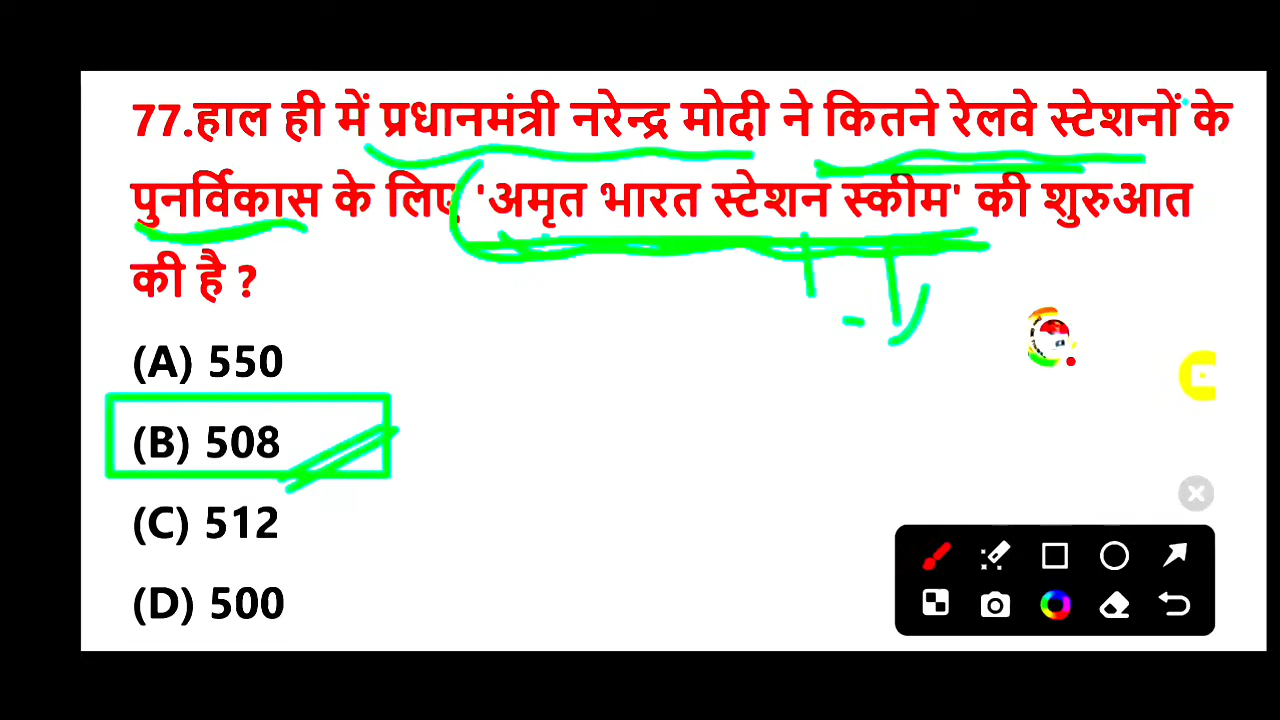 77.हाल ही में प्रधानमंत्री नरेन्द्र मोदी ने कितने रेलवे स्टेशनों के
पुनर्विकास के लिए 'अमृत भारत स्टेशन स्कीम' की शुरुआत
की है ?
(A) 550
(B) 508
(C) 512
(D) 500